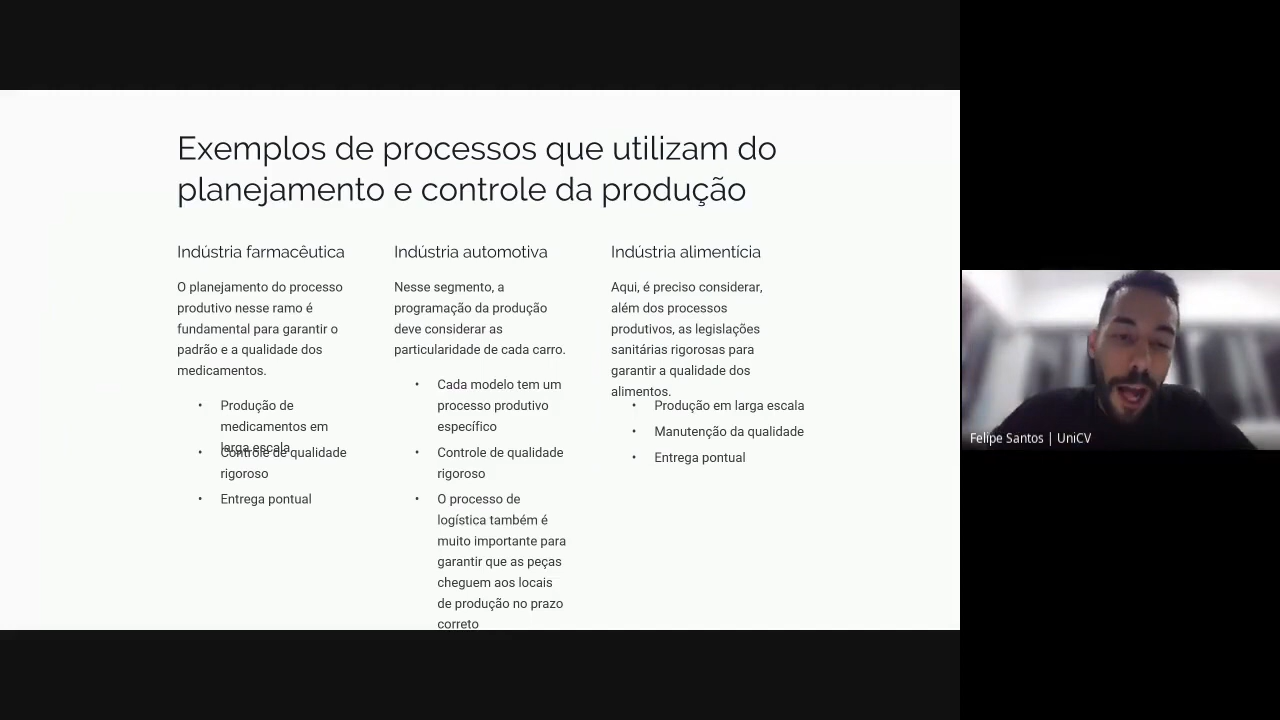 Exemplos de processos que utilizam do
planejamento e controle da produção
Indústria farmacêutica
O planejamento do processo
produtivo nesse ramo é
fundamental para garantir o
padrão e a qualidade dos
medicamentos.
• Produção de
medicamentos em
larga escala
• Controle de qualidade
rigoroso
• Entrega pontual
Indústria automotiva
Nesse segmento, a
programação da produção
deve considerar as
particularidade de cada carro.
• Cada modelo tem um
processo produtivo
específico
• Controle de qualidade
rigoroso
• O processo de
logística também é
muito importante para
garantir que as peças
cheguem aos locais
de produção no prazo
correto
Indústria alimentícia
Aqui, é preciso considerar,
além dos processos
produtivos, as legislações
sanitárias rigorosas para
garantir a qualidade dos
alimentos.
• Produção em larga escala
• Manutenção da qualidade
• Entrega pontual
Felipe Santos | UniCV